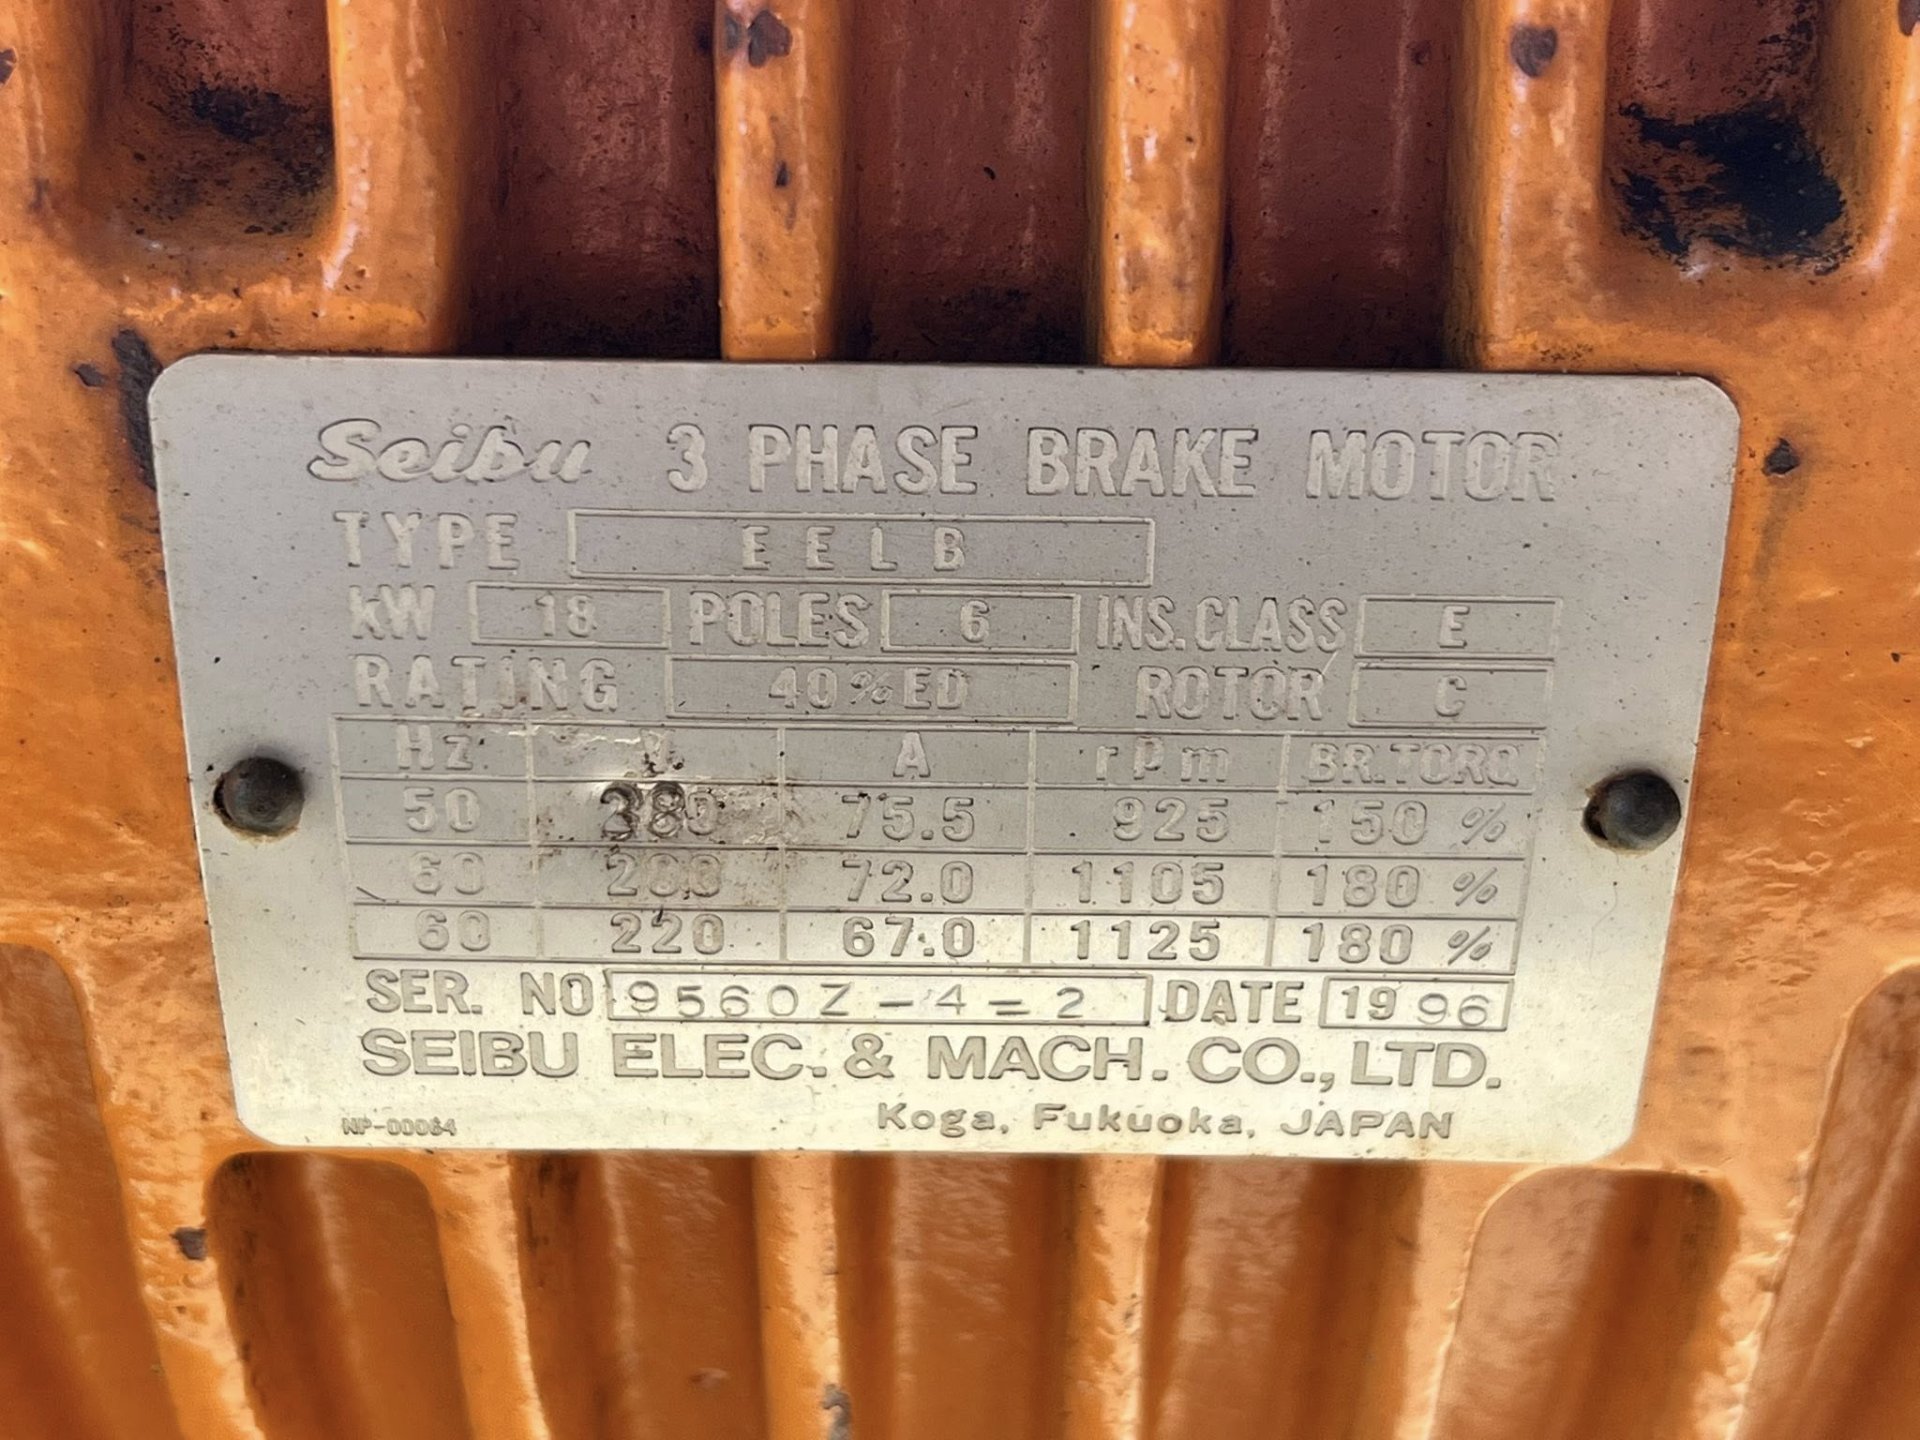 Seibu 3 PHASE BRAKE MOTOR
TYPE EELB
kW 18 POLES 6 INS.CLASS E
RATING 40%ED ROTOR C
Hz V A rpm BR.TORQ
50 380 75.5 925 150 %
60 200 72.0 1105 180 %
60 220 67.0 1125 180 %
SER. NO 9560Z-4=2 DATE 1996
SEIBU ELEC. & MACH. CO., LTD.
NP-00064 Koga, Fukuoka, JAPAN